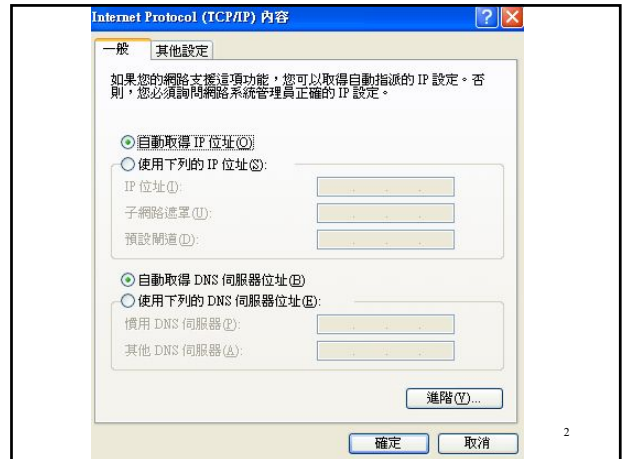 Internet Protocol (TCP/IP) 內容
一般 其他設定
如果您的網路支援這項功能，您可以取得自動指派的 IP 設定。否
則，您必須詢問網路系統管理員正確的 IP 設定。
自動取得 IP 位址(O)
使用下列的 IP 位址(S):
IP 位址(I):
子網路遮罩(U):
預設閘道(D):
自動取得 DNS 伺服器位址(B)
使用下列的 DNS 伺服器位址(E):
慣用 DNS 伺服器(P):
其他 DNS 伺服器(A):
進階(V)...
確定 取消
2